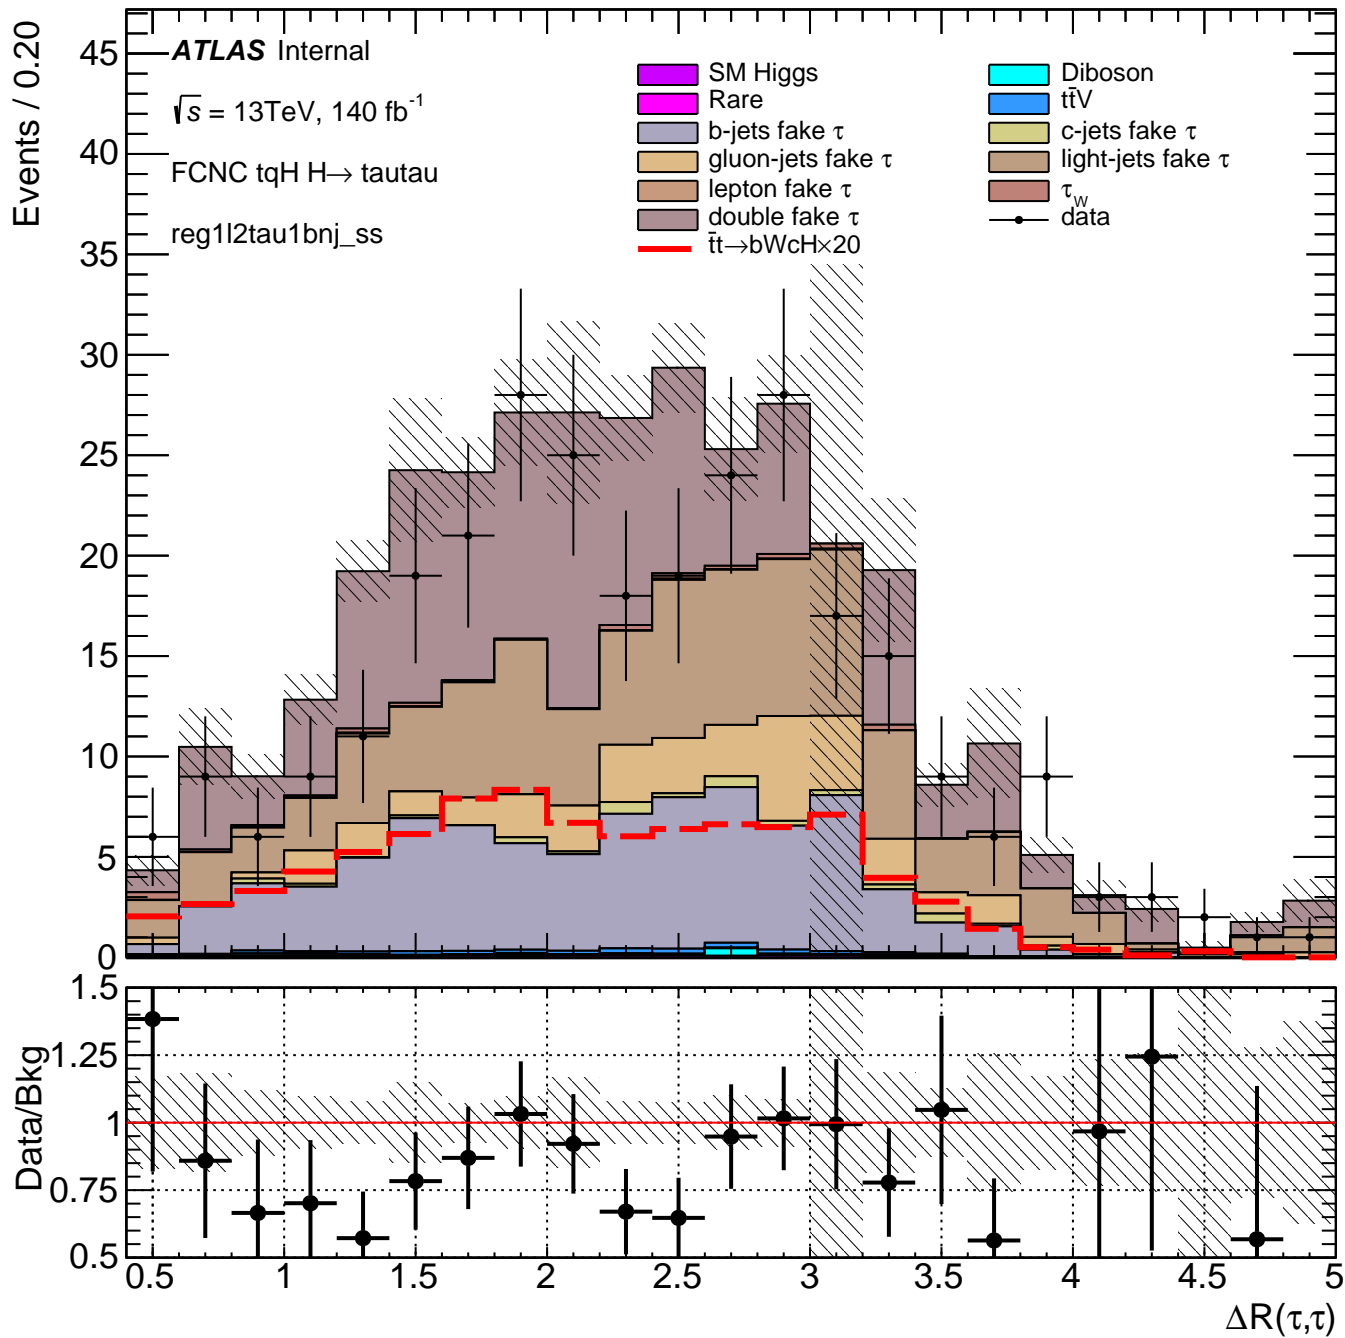 Events / 0.20
45
40
35
30
25
20
15
10
5
0
ATLAS Internal
√s = 13TeV, 140 fb⁻¹
FCNC tqH H→ tautau
reg1l2tau1bnj_ss
SM Higgs
Rare
b-jets fake τ
gluon-jets fake τ
lepton fake τ
double fake τ
t̄t→bWcH×20
Diboson
tt̄V
c-jets fake τ
light-jets fake τ
τ_W
data
Data/Bkg
1.5
1.25
1
0.75
0.5
0.5 1 1.5 2 2.5 3 3.5 4 4.5 5
ΔR(τ,τ)